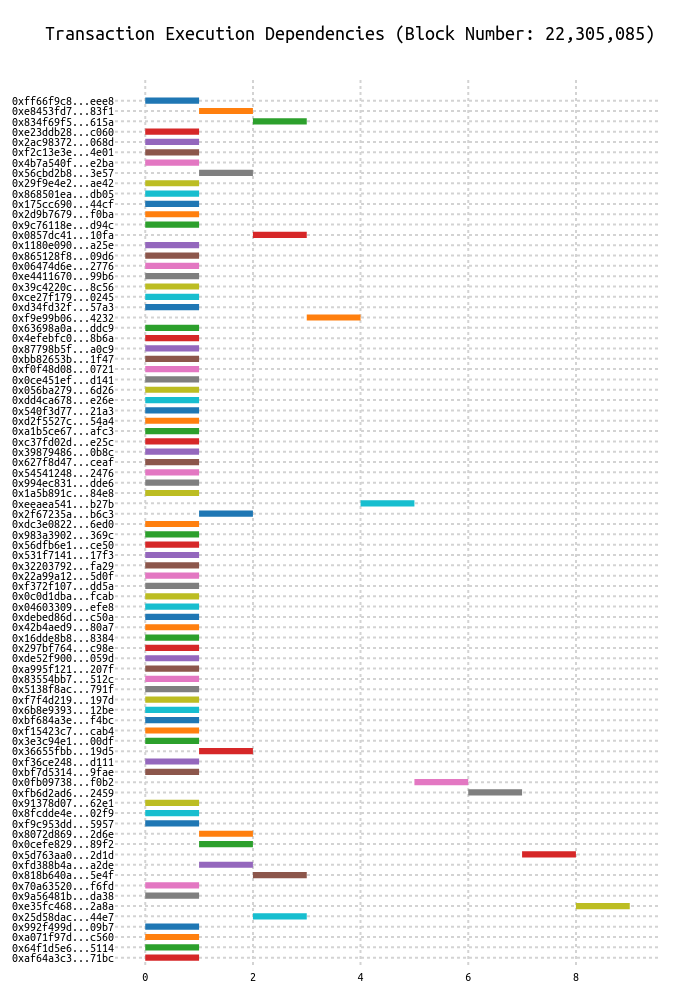 Transaction Execution Dependencies (Block Number: 22,305,085)
0xff66f9c8...eee8
0xe8453fd7...83f1
0x834f69f5...615a
0xe23ddb28...c060
0x2ac98372...068d
0xf2c13e3e...4e01
0x4b7a540f...e2ba
0x56cbd2b8...3e57
0x29f9e4e2...ae42
0x868501ea...db05
0x175cc690...44cf
0x2d9b7679...f0ba
0x9c76118e...d94c
0x0857dc41...10fa
0x1180e090...a25e
0x865128f8...09d6
0x06474d6e...2776
0xe4411670...99b6
0x39c4220c...8c56
0xce27f179...0245
0xd34fd32f...57a3
0xf9e99b06...4232
0x63698a0a...ddc9
0x4efebfc0...8b6a
0x87798b5f...a0c9
0xbb82653b...1f47
0xf0f48d08...0721
0x0ce451ef...d141
0x056ba279...6d26
0xdd4ca678...e26e
0x540f3d77...21a3
0xd2f5527c...54a4
0xa1b5ce67...afc3
0xc37fd02d...e25c
0x39879486...0b8c
0x627f8d47...ceaf
0x54541248...2476
0x994ec831...dde6
0x1a5b891c...84e8
0xeeaea541...b27b
0x2f67235a...b6c3
0xdc3e0822...6ed0
0x983a3902...369c
0x56dfb6e1...ce50
0x531f7141...17f3
0x32203792...fa29
0x22a99a12...5d0f
0xf372f107...dd5a
0x0c0d1dba...fcab
0x04603309...efe8
0xdebed86d...c50a
0x42b4aed9...80a7
0x16dde8b8...8384
0x297bf764...c98e
0xde52f900...059d
0xa995f121...207f
0x83554bb7...512c
0x5138f8ac...791f
0xf7f4d219...197d
0x6b8e9393...12be
0xbf684a3e...f4bc
0xf15423c7...cab4
0x3e3c94e1...00df
0x36655fbb...19d5
0xf36ce248...d111
0xbf7d5314...9fae
0x0fb09738...f0b2
0xfb6d2ad6...2459
0x91378d07...62e1
0x8fcdde4e...02f9
0xf9c953dd...5957
0x8072d869...2d6e
0x0cefe829...89f2
0x5d763aa0...2d1d
0xfd388b4a...a2de
0x818b640a...5e4f
0x70a63520...f6fd
0x9a56481b...da38
0xe35fc468...2a8a
0x25d58dac...44e7
0x992f499d...09b7
0xa071f97d...c560
0x64f1d5e6...5114
0xaf64a3c3...71bc
0 2 4 6 8